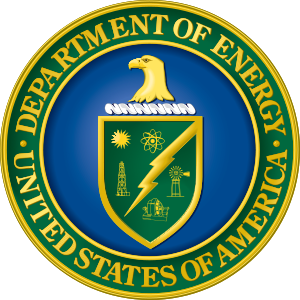 DEPARTMENT OF ENERGY
UNITED STATES OF AMERICA